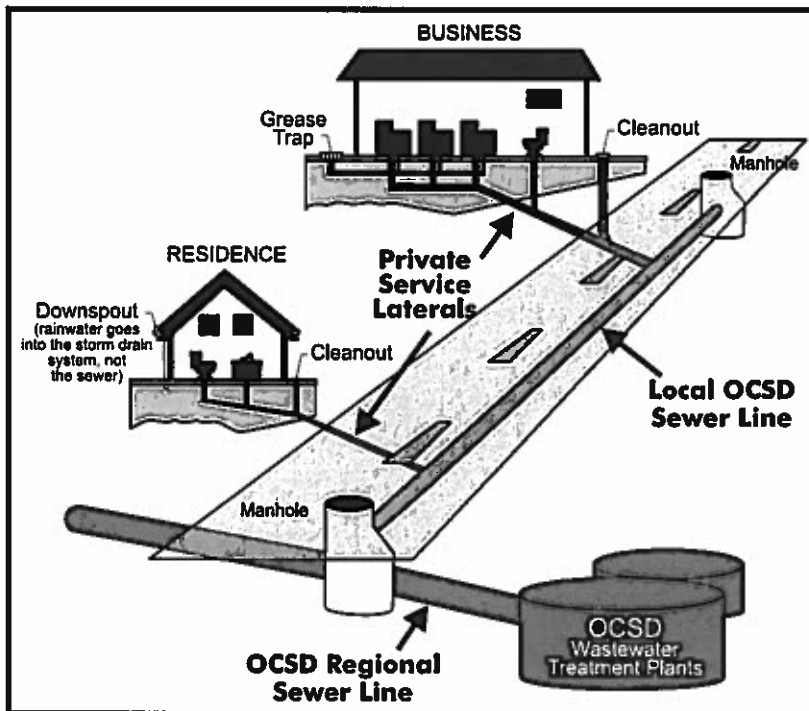 BUSINESS
Grease
Trap
Cleanout
Manhole
RESIDENCE
Private
Service
Laterals
Downspout
(rainwater goes
into the storm drain
system, not
the sewer)
Cleanout
Local OCSD
Sewer Line
Manhole
OCSD
Wastewater
Treatment Plants
OCSD Regional
Sewer Line